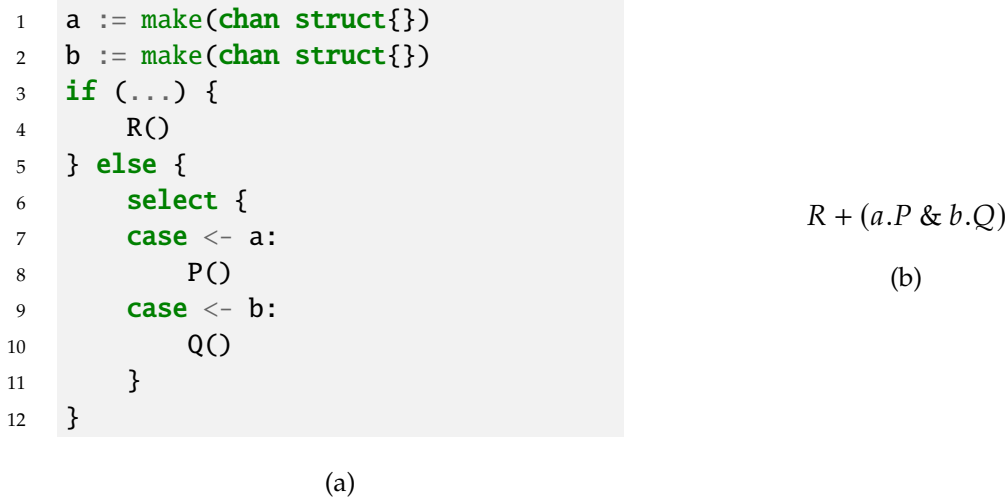 1 a := make(chan struct{})
2 b := make(chan struct{})
3 if (...) {
4     R()
5 } else {
6     select {
7     case <- a:
8         P()
9     case <- b:
10         Q()
11     }
12 }
(a)
R + (a.P & b.Q)
(b)